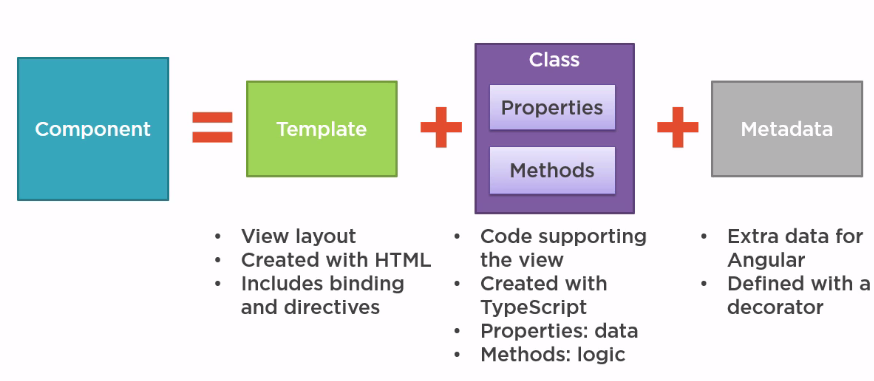 Component
=
Template
+
Class
Properties
Methods
+
Metadata
• View layout
• Created with HTML
• Includes binding
and directives
• Code supporting
the view
• Created with
TypeScript
• Properties: data
• Methods: logic
• Extra data for
Angular
• Defined with a
decorator